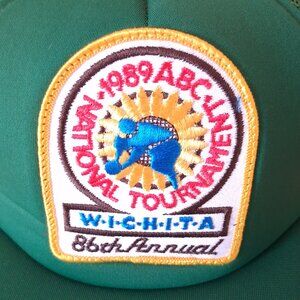 1989 ABC
NATIONAL TOURNAMENT
W·I·C·H·I·T·A
86th Annual